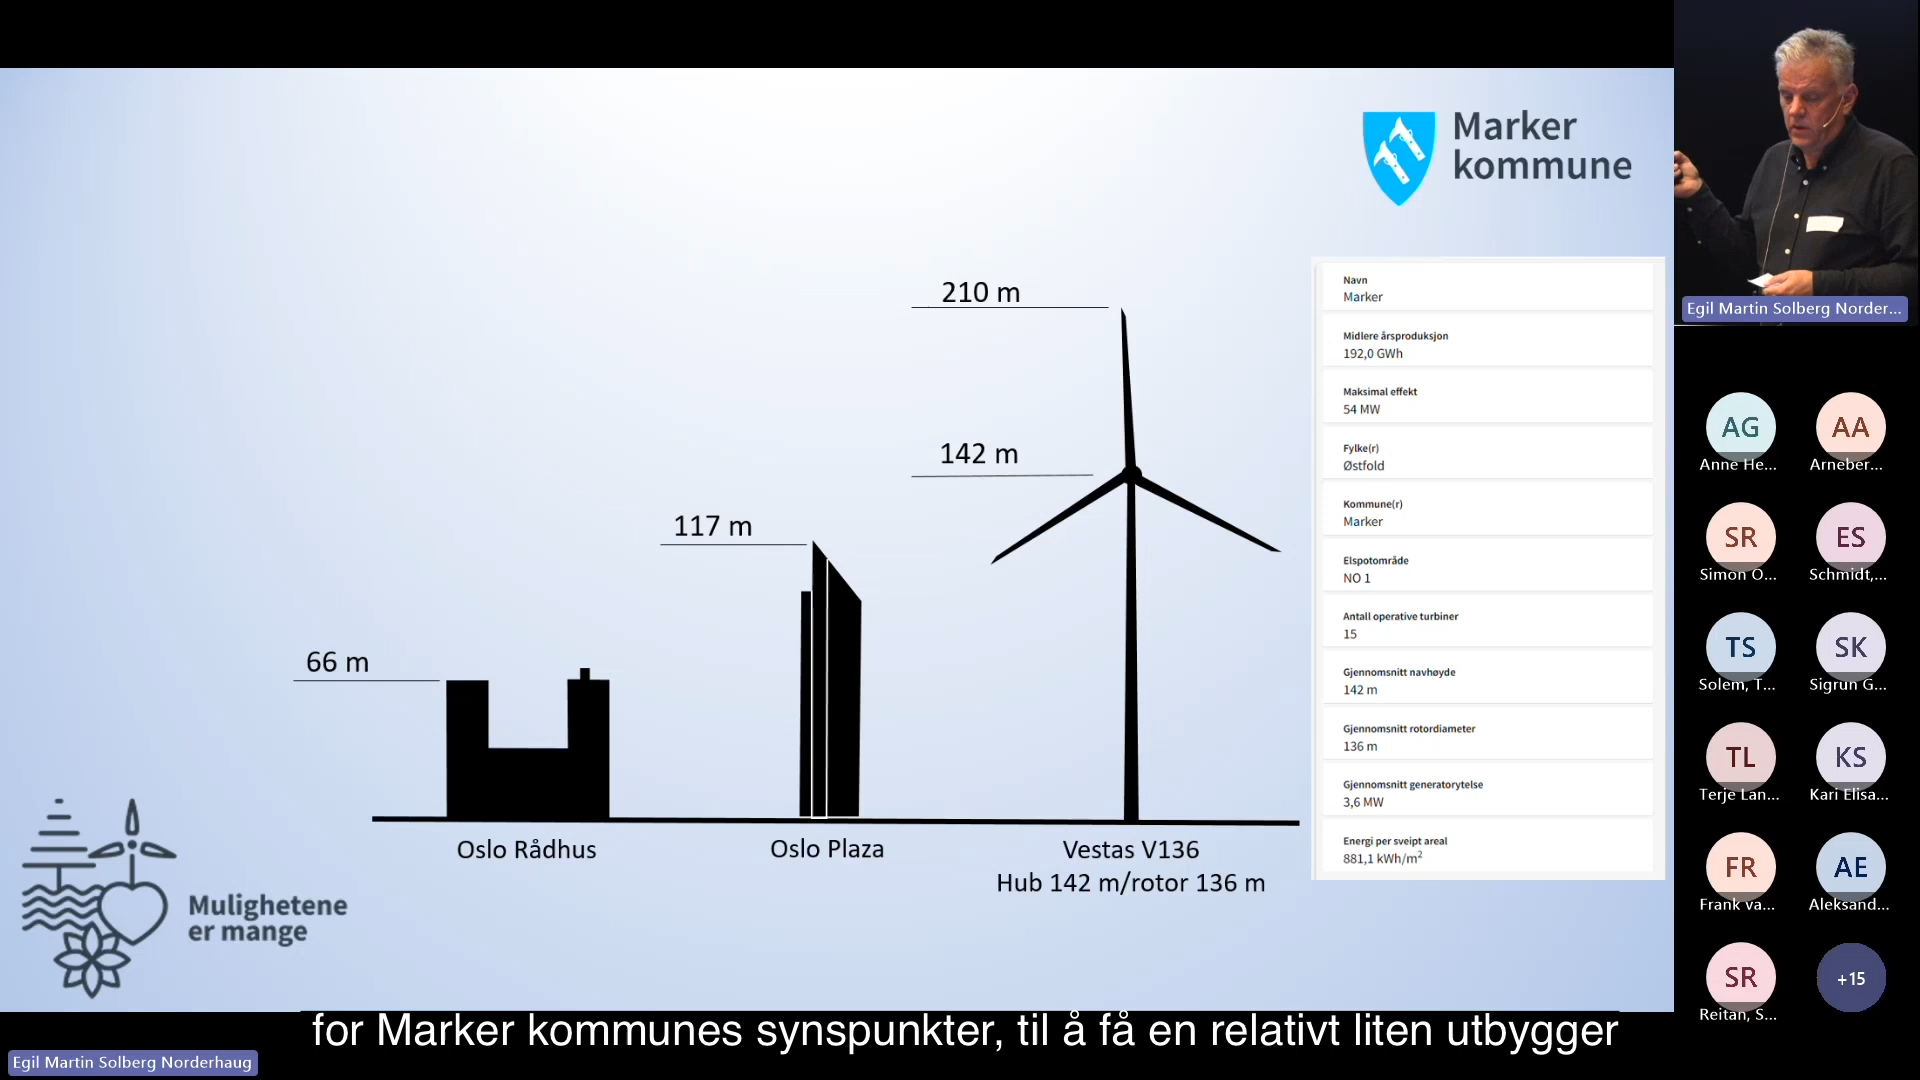 Marker
kommune
210 m
142 m
117 m
66 m
Oslo Rådhus
Oslo Plaza
Vestas V136
Hub 142 m/rotor 136 m
Mulighetene
er mange
Navn
Marker
Midlere årsproduksjon
192,0 GWh
Maksimal effekt
54 MW
Fylke(r)
Østfold
Kommune(r)
Marker
Elspotområde
NO 1
Antall operative turbiner
15
Gjennomsnitt navhøyde
142 m
Gjennomsnitt rotordiameter
136 m
Gjennomsnitt generatorytelse
3,6 MW
Energi per sveipt areal
881,1 kWh/m²
Egil Martin Solberg Norder...
AG
Anne He...
AA
Arneber...
SR
Simon O...
ES
Schmidt,...
TS
Solem, T...
SK
Sigrun G...
TL
Terje Lan...
KS
Kari Elisa...
FR
Frank va...
AE
Aleksand...
SR
Reitan, S...
+15
for Marker kommunes synspunkter, til å få en relativt liten utbygger
Egil Martin Solberg Norderhaug